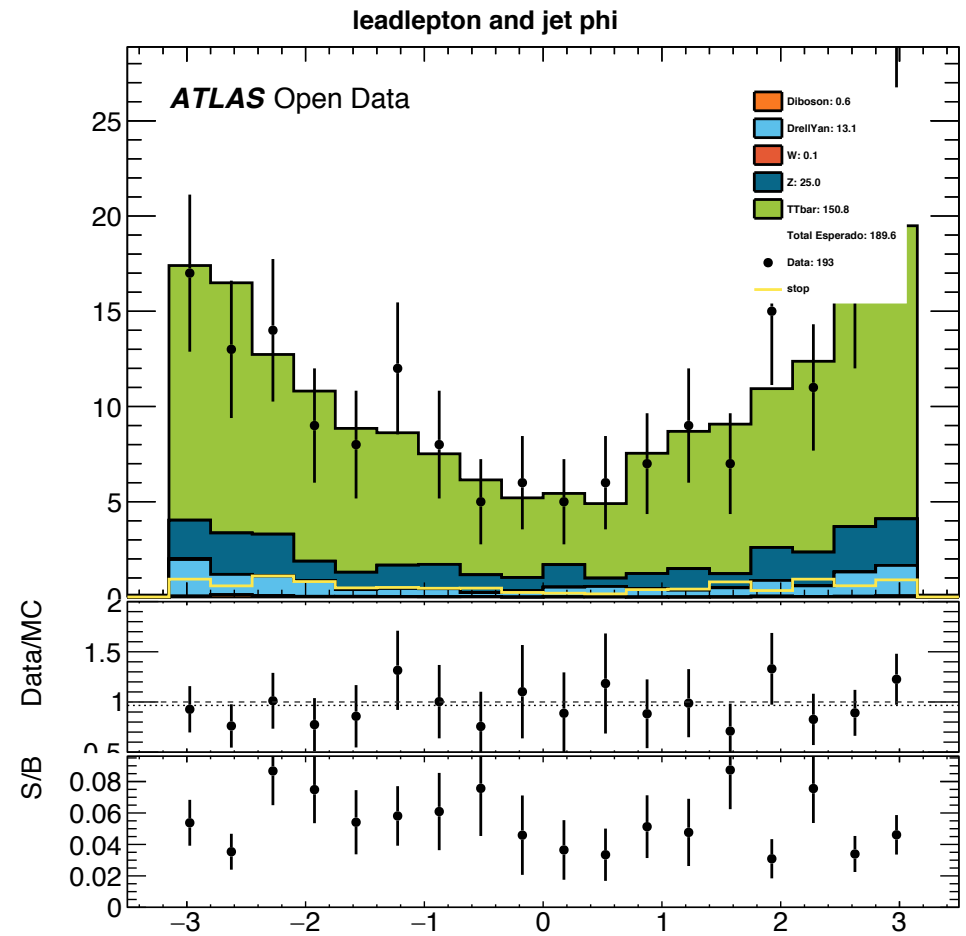 leadlepton and jet phi
ATLAS Open Data
Diboson: 0.6
DrellYan: 13.1
W: 0.1
Z: 25.0
TTbar: 150.8
Total Esperado: 189.6
Data: 193
stop
25
20
15
10
5
0
Data/MC
2
1.5
1
0.5
S/B
0.08
0.06
0.04
0.02
0
−3 −2 −1 0 1 2 3